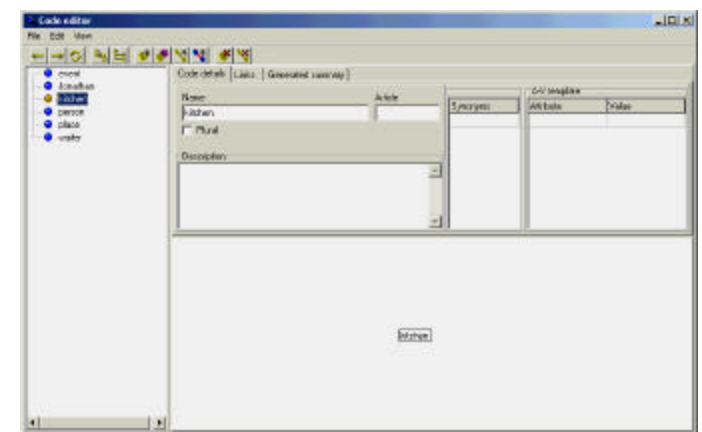 Code editor
File Edit View
event
Jonathan
kitchen
person
place
waiter
Code details Links Generated summary
Name
Article
kitchen
Plural
Description
Synonyms
A-V template
Attribute Value
kitchen